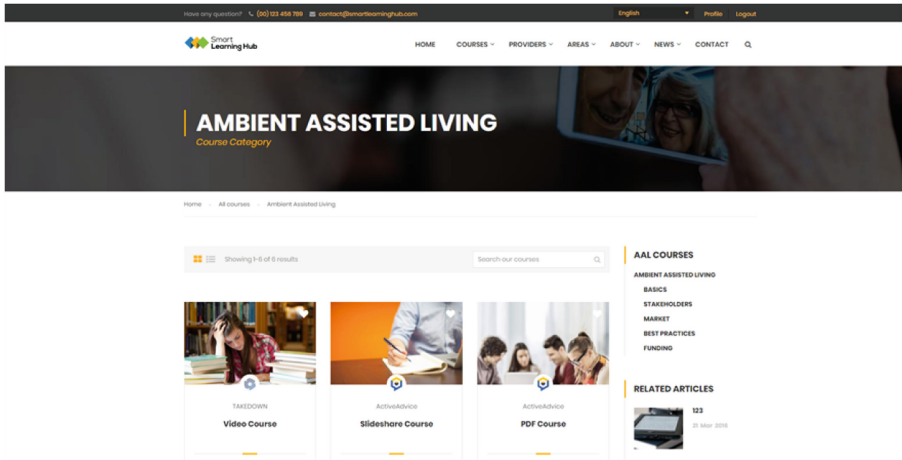 Have any question? (00) 123 456 789 contact@smartlearninghub.com English Profile Logout
Smart
Learning Hub
HOME COURSES PROVIDERS AREAS ABOUT NEWS CONTACT
AMBIENT ASSISTED LIVING
Course Category
Home All courses Ambient Assisted Living
Showing 1-6 of 6 results
Search our courses
AAL COURSES
AMBIENT ASSISTED LIVING
BASICS
STAKEHOLDERS
MARKET
BEST PRACTICES
FUNDING
TAKEDOWN
Video Course
ActiveAdvice
Slideshare Course
ActiveAdvice
PDF Course
RELATED ARTICLES
123
21 Mar 2016